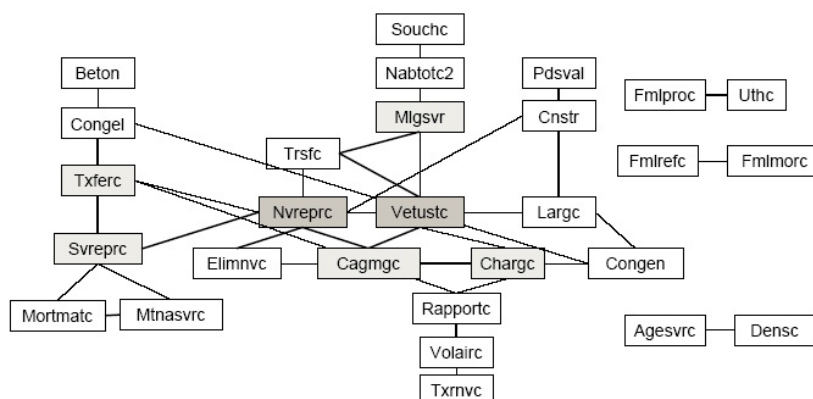 Souchc
Beton
Nabtotc2
Pdsval
Fmlproc
Uthc
Congel
Mlgsvr
Cnstr
Trsfc
Fmlrefc
Fmlmorc
Txferc
Nvreprc
Vetustc
Largc
Svreprc
Elimnvc
Cagmgc
Chargc
Congen
Mortmatc
Mtnasvrc
Rapportc
Agesvrc
Densc
Volairc
Txrnvc